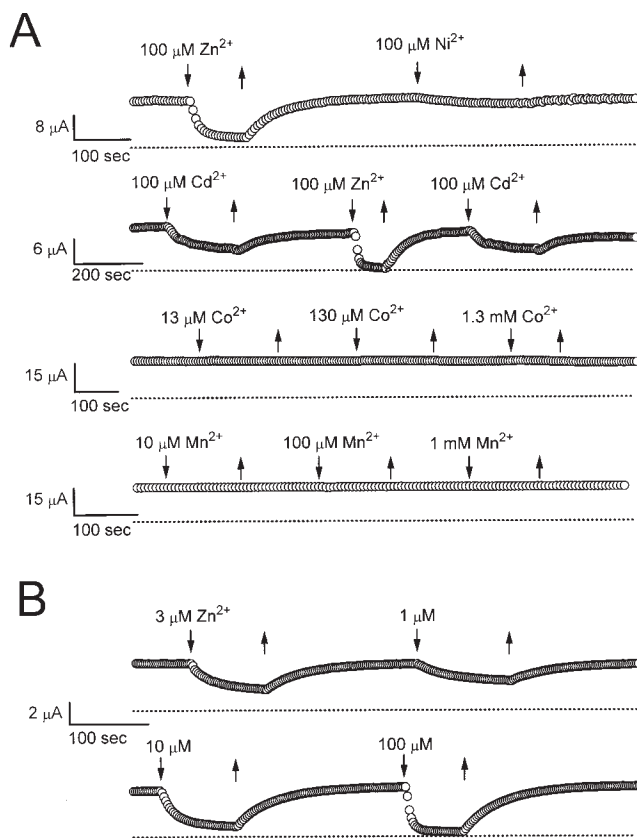 A
100 μM Zn²⁺ 100 μM Ni²⁺
8 μA
100 sec
100 μM Cd²⁺ 100 μM Zn²⁺ 100 μM Cd²⁺
6 μA
200 sec
13 μM Co²⁺ 130 μM Co²⁺ 1.3 mM Co²⁺
15 μA
100 sec
10 μM Mn²⁺ 100 μM Mn²⁺ 1 mM Mn²⁺
15 μA
100 sec
B
3 μM Zn²⁺ 1 μM
2 μA
100 sec
10 μM 100 μM